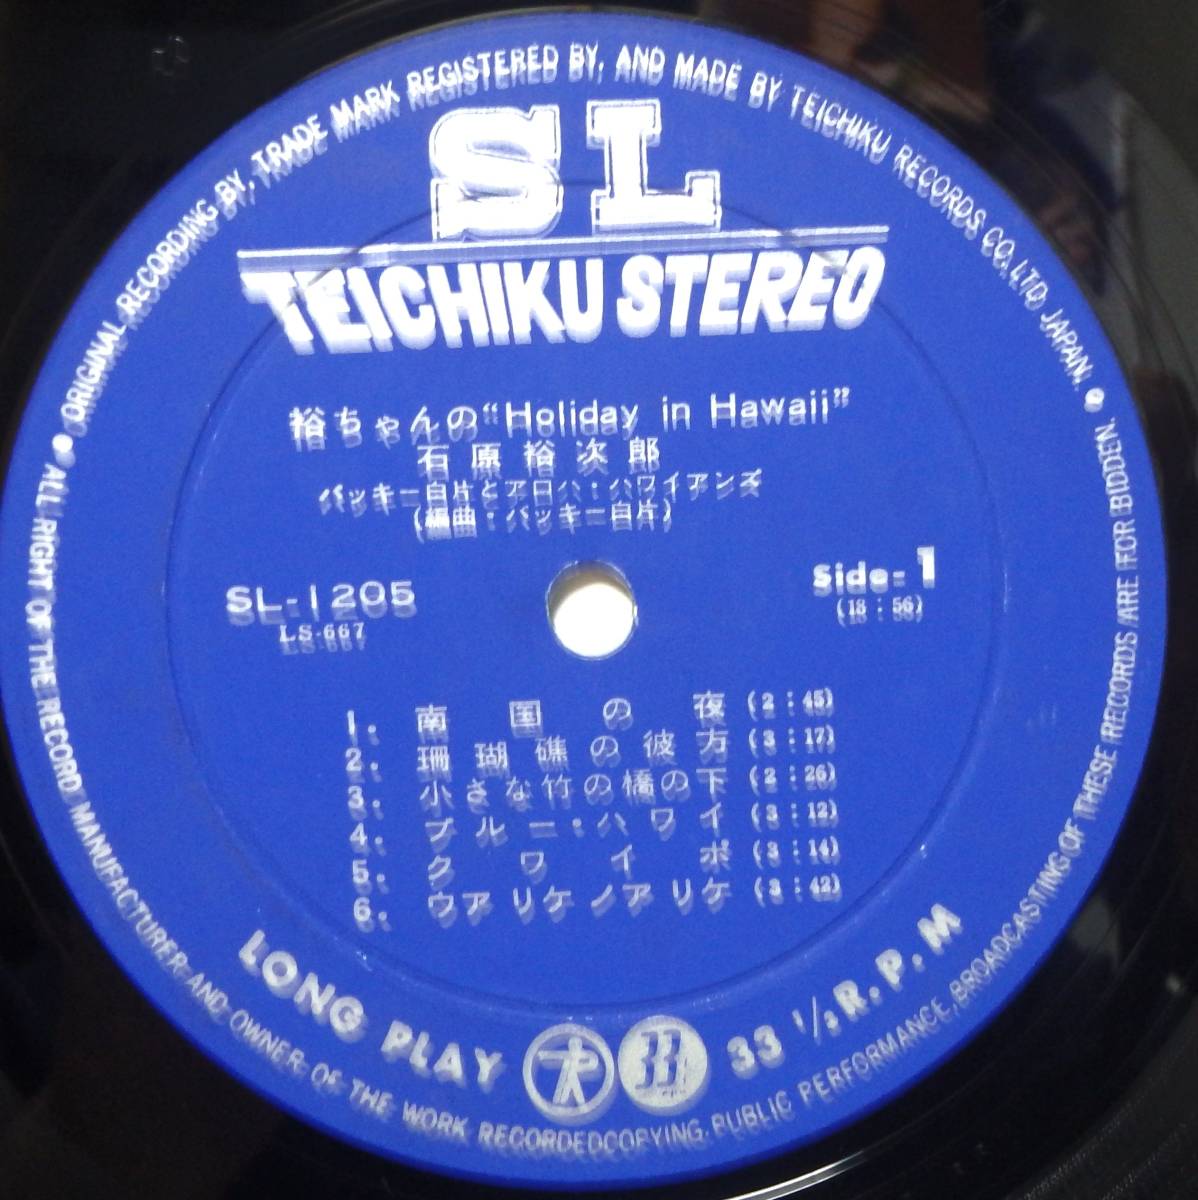 ORIGINAL RECORDING BY, TRADE MARK REGISTERED BY, AND MADE BY TEICHIKU RECORDS CO. LTD JAPAN.
SL
TEICHIKU STEREO
裕ちゃんの“Holiday in Hawaii”
石原裕次郎
バッキー白片とアロハ・ハワイアンズ
(編曲・バッキー白片)
SL-1205
LS-667
Side-1
(18:56)
1. 南国の夜 (2:45)
2. 珊瑚礁の彼方 (3:17)
3. 小さな竹の橋の下 (2:26)
4. ブルー・ハワイ (3:12)
5. クワイポ (3:14)
6. ウアリケノアリケ (3:42)
LONG PLAY
33
33 1/3 R.P.M
ALL RIGHT OF THE RECORD MANUFACTURER AND OWNER OF THE WORK RECORDEDCOPYING. PUBLIC PERFORMANCE, BROADCASTING OF THESE RECORDS ARE FOR BIDDEN.